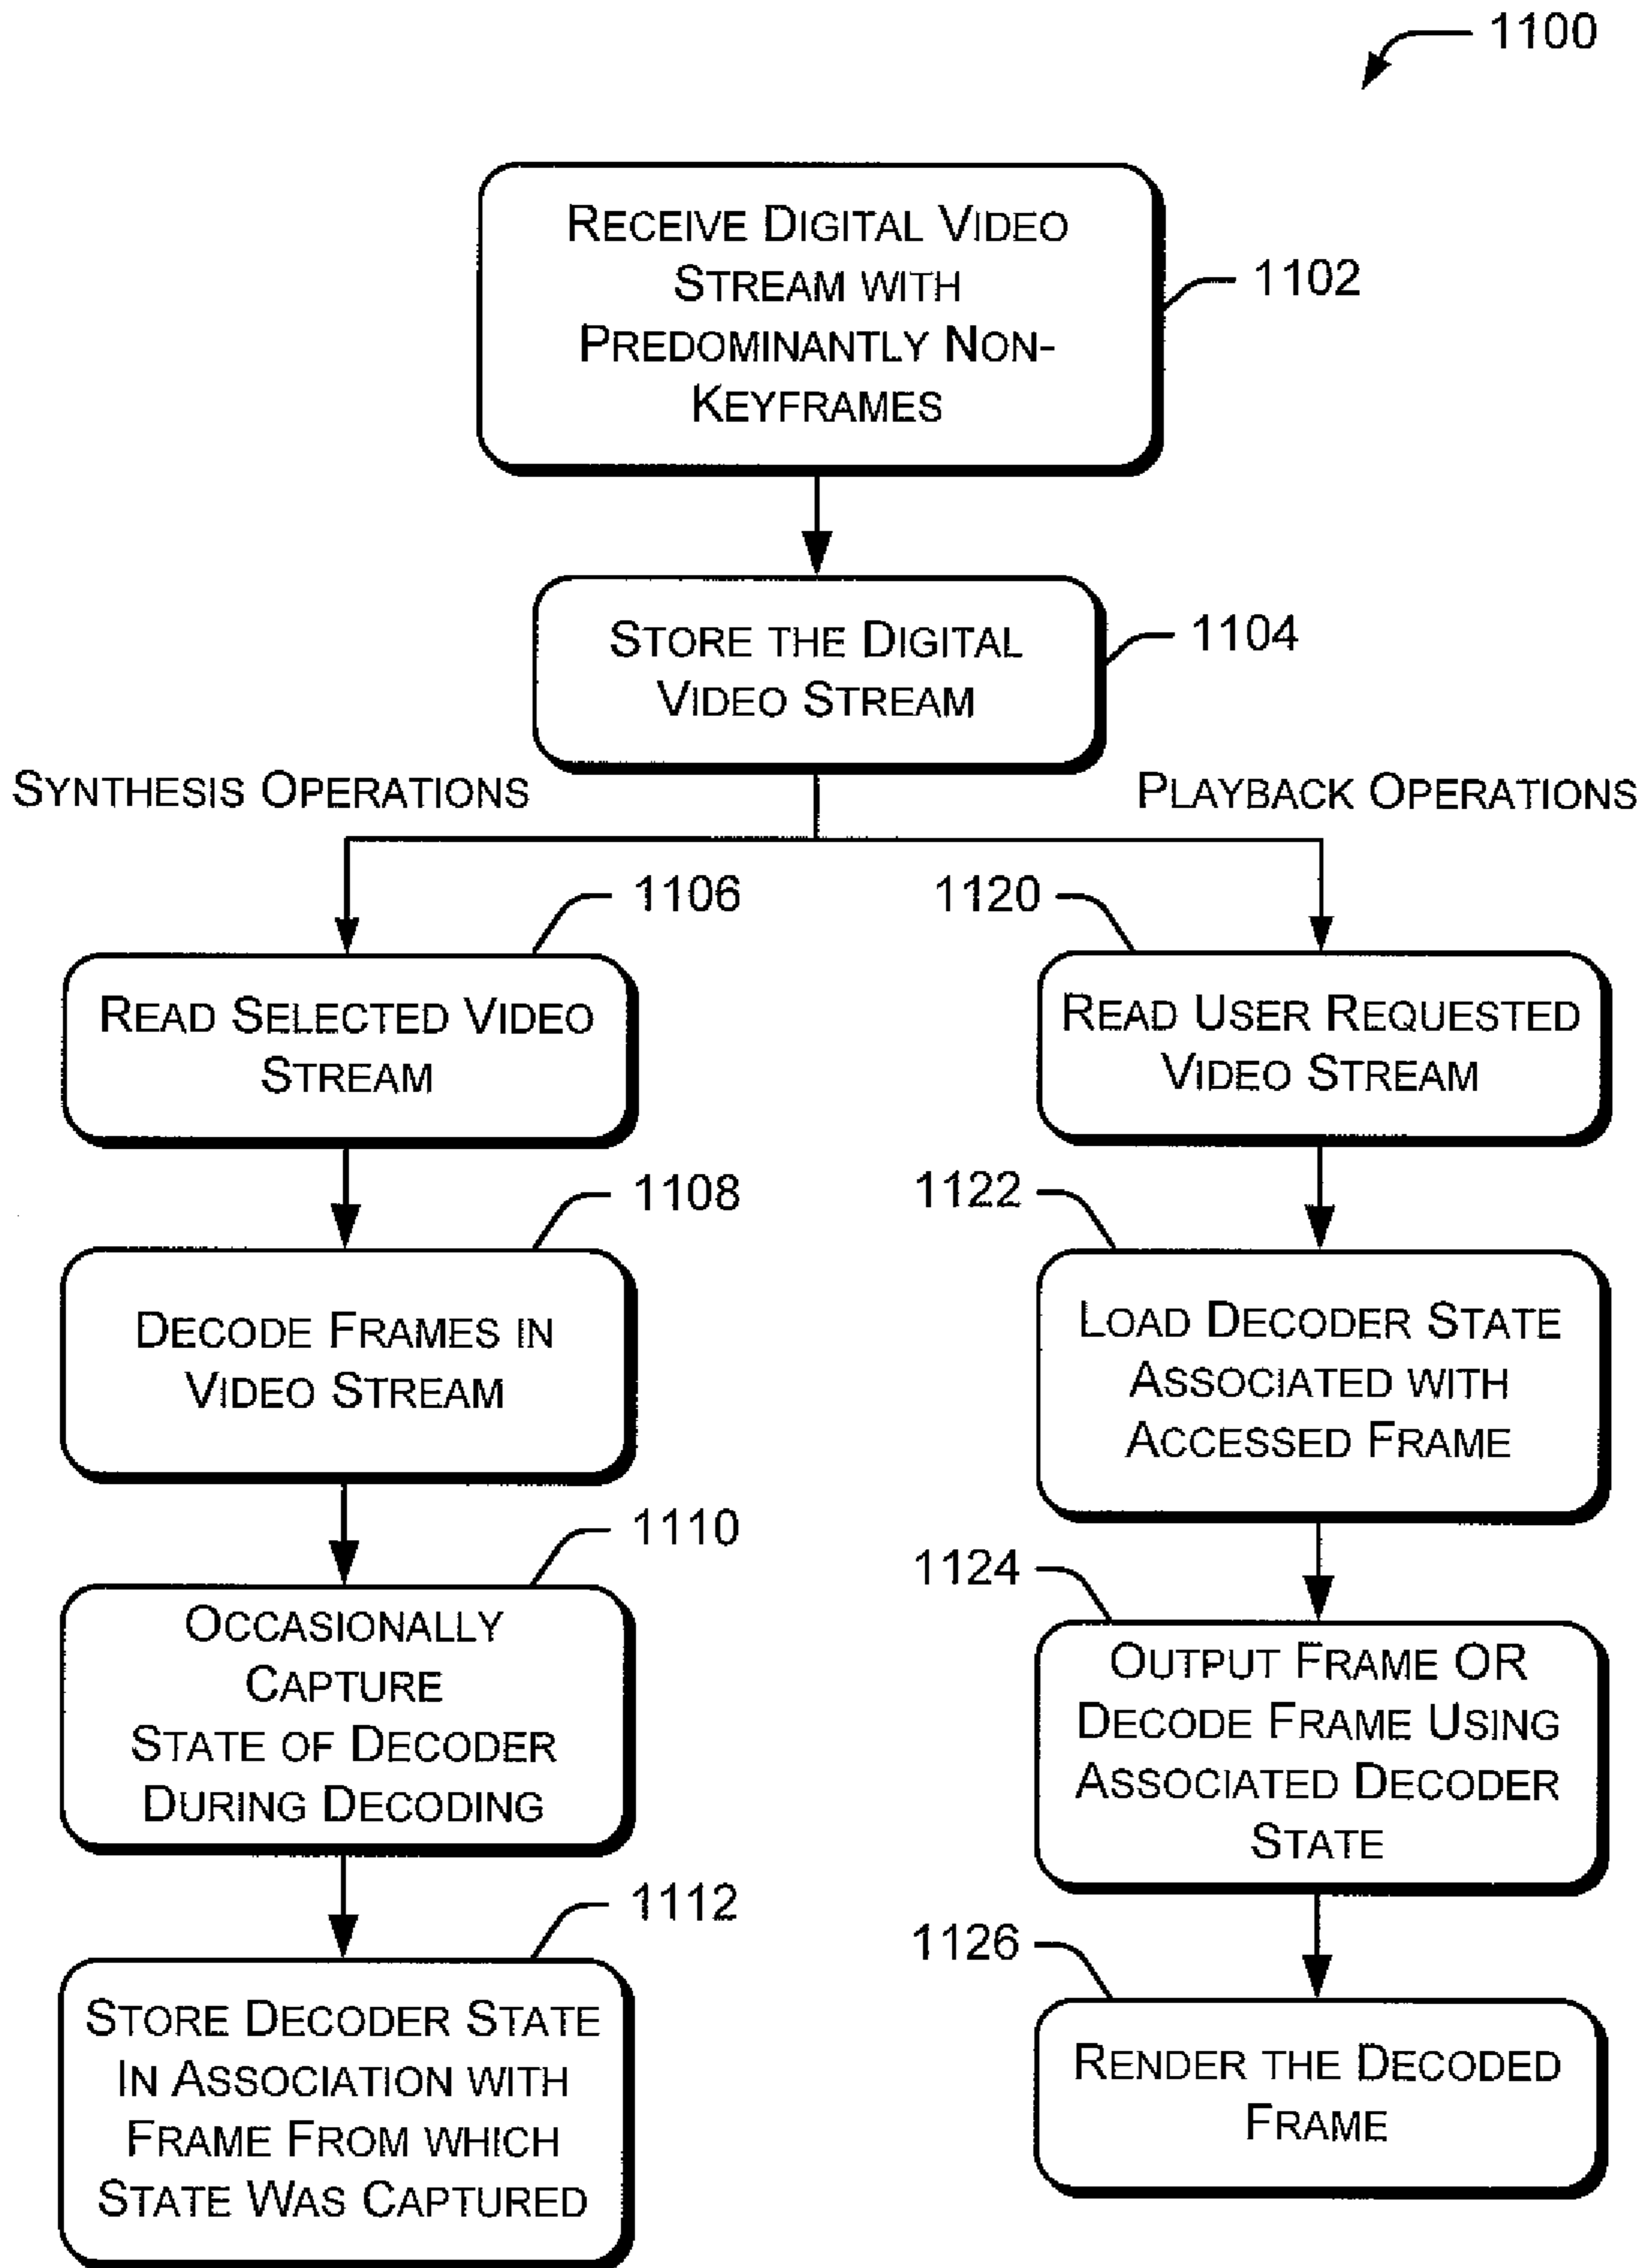 1100
RECEIVE DIGITAL VIDEO
STREAM WITH
PREDOMINANTLY NON-
KEYFRAMES
1102
STORE THE DIGITAL
VIDEO STREAM
1104
SYNTHESIS OPERATIONS
PLAYBACK OPERATIONS
1106
READ SELECTED VIDEO
STREAM
1108
DECODE FRAMES IN
VIDEO STREAM
1110
OCCASIONALLY
CAPTURE
STATE OF DECODER
DURING DECODING
1112
STORE DECODER STATE
IN ASSOCIATION WITH
FRAME FROM WHICH
STATE WAS CAPTURED
1120
READ USER REQUESTED
VIDEO STREAM
1122
LOAD DECODER STATE
ASSOCIATED WITH
ACCESSED FRAME
1124
OUTPUT FRAME OR
DECODE FRAME USING
ASSOCIATED DECODER
STATE
1126
RENDER THE DECODED
FRAME